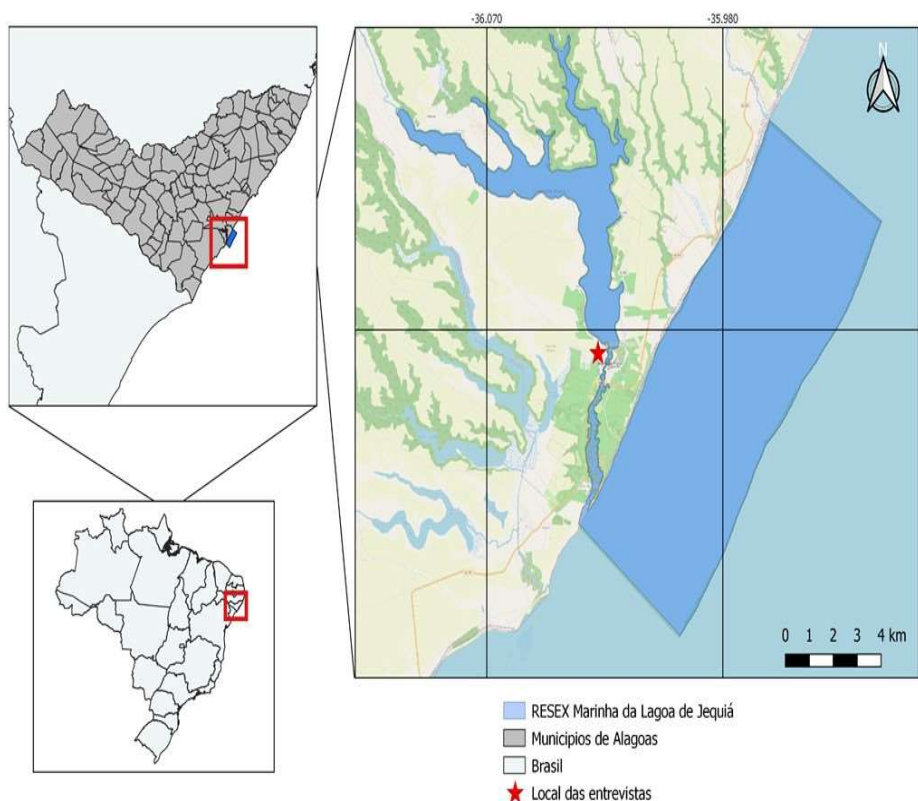 -36.070
-35.980
N
0 1 2 3 4 km
RESEX Marinha da Lagoa de Jequiá
Municipios de Alagoas
Brasil
Local das entrevistas